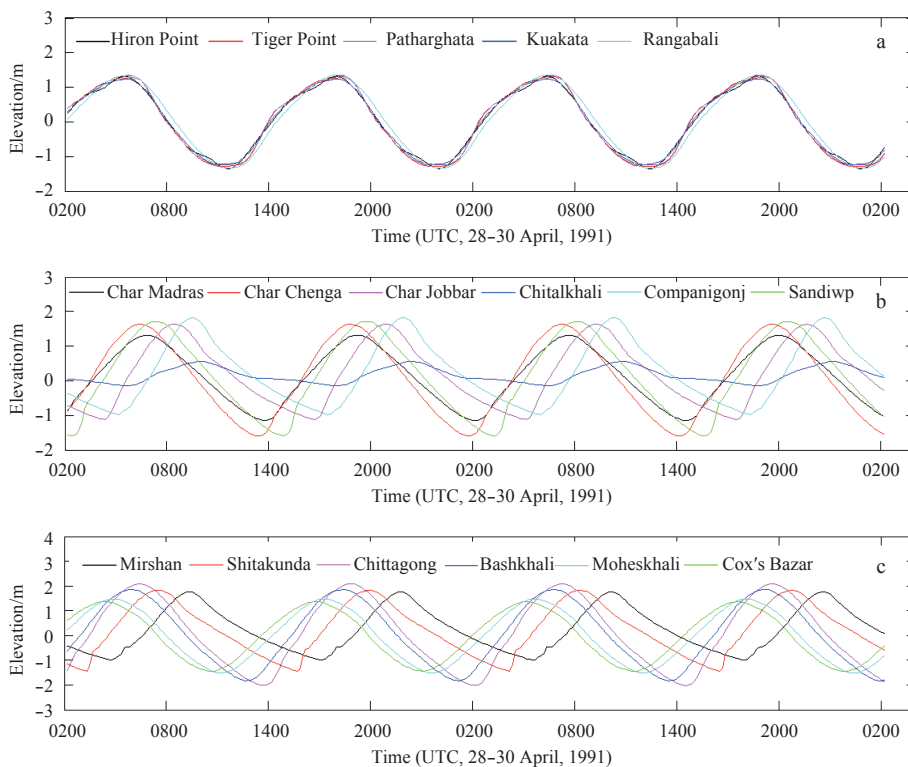 3
Hiron Point Tiger Point Patharghata Kuakata Rangabali a
2
1
0
−1
−2
Elevation/m
0200 0800 1400 2000 0200 0800 1400 2000 0200
Time (UTC, 28−30 April, 1991)
3
Char Madras Char Chenga Char Jobbar Chitalkhali Companigonj Sandiwp b
2
1
0
−1
−2
Elevation/m
0200 0800 1400 2000 0200 0800 1400 2000 0200
Time (UTC, 28−30 April, 1991)
4
3
Mirshan Shitakunda Chittagong Bashkhali Moheskhali Cox's Bazar c
2
1
0
−1
−2
−3
Elevation/m
0200 0800 1400 2000 0200 0800 1400 2000 0200
Time (UTC, 28−30 April, 1991)